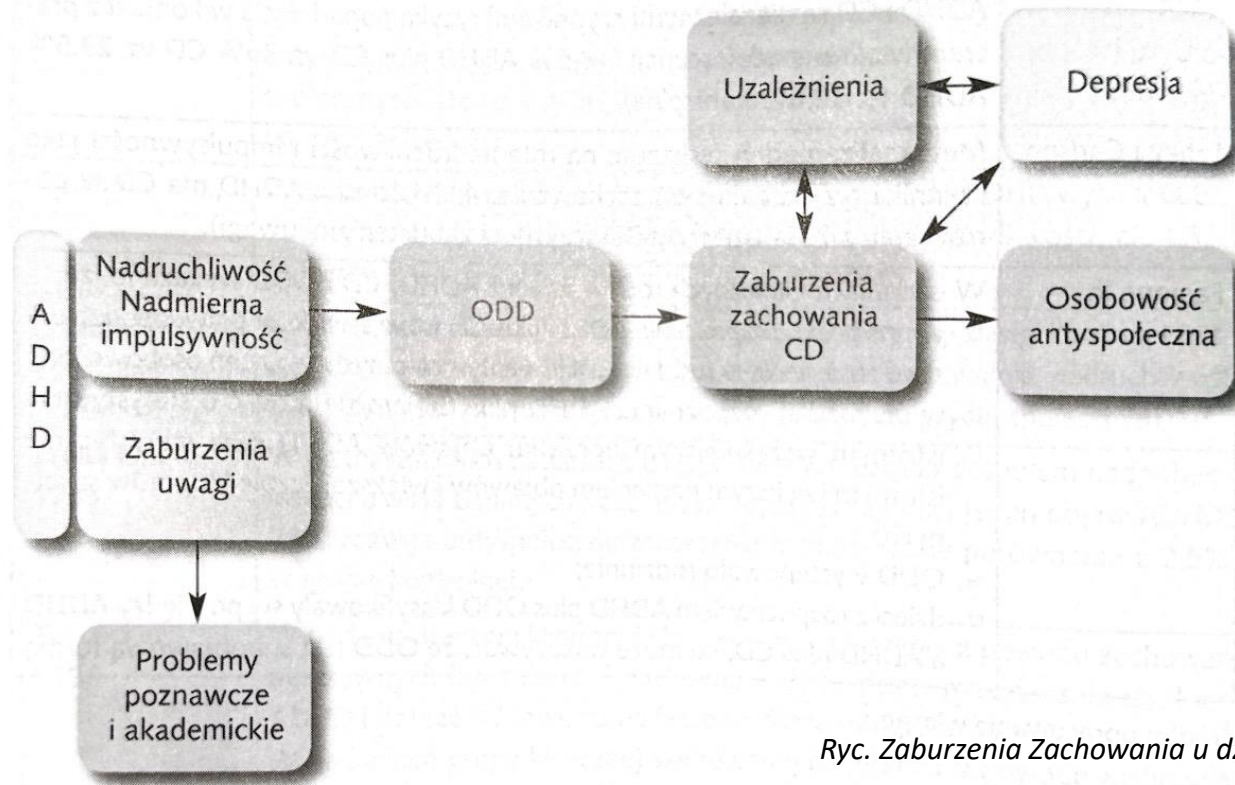 Uzależnienia
Depresja
A
D
H
D
Nadruchliwość
Nadmierna
impulsywność
ODD
Zaburzenia
zachowania
CD
Osobowość
antyspołeczna
Zaburzenia
uwagi
Problemy
poznawcze
i akademickie
Ryc. Zaburzenia Zachowania u dz